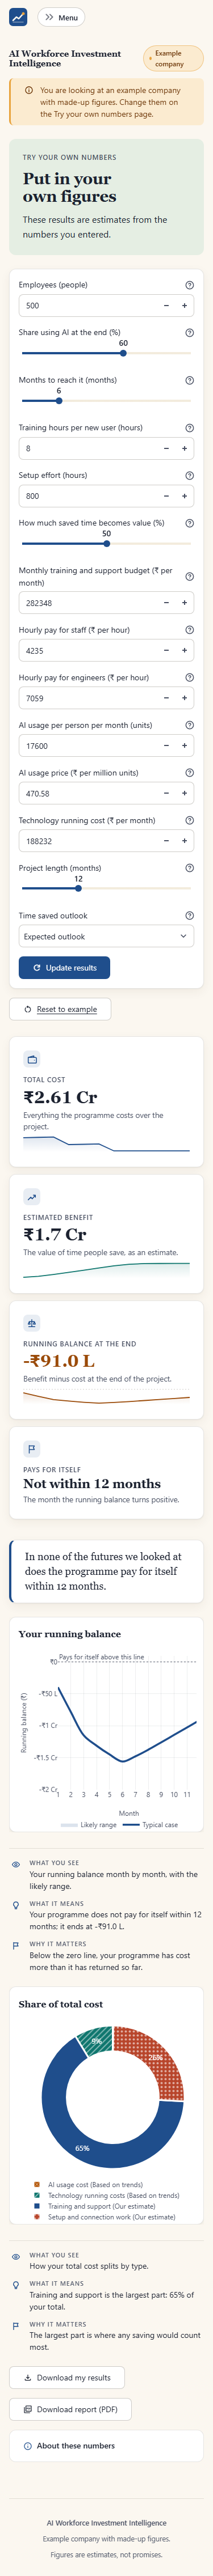 Menu
AI Workforce Investment
Intelligence
Example
company
You are looking at an example company
with made-up figures. Change them on
the Try your own numbers page.
TRY YOUR OWN NUMBERS
Put in your
own figures
These results are estimates from the
numbers you entered.
Employees (people)
500
Share using AI at the end (%)
60
Months to reach it (months)
6
Training hours per new user (hours)
8
Setup effort (hours)
800
How much saved time becomes value (%)
50
Monthly training and support budget (₹ per
month)
282348
Hourly pay for staff (₹ per hour)
4235
Hourly pay for engineers (₹ per hour)
7059
AI usage per person per month (units)
17600
AI usage price (₹ per million units)
470.58
Technology running cost (₹ per month)
188232
Project length (months)
12
Time saved outlook
Expected outlook
Update results
Reset to example
TOTAL COST
₹2.61 Cr
Everything the programme costs over the
project.
ESTIMATED BENEFIT
₹1.7 Cr
The value of time people save, as an estimate.
RUNNING BALANCE AT THE END
-₹91.0 L
Benefit minus cost at the end of the project.
PAYS FOR ITSELF
Not within 12 months
The month the running balance turns positive.
In none of the futures we looked at
does the programme pay for itself
within 12 months.
Your running balance
Pays for itself above this line
₹0
-₹50 L
-₹1 Cr
-₹1.5 Cr
-₹2 Cr
Running balance (₹)
1 2 3 4 5 6 7 8 9 10 11
Month
Likely range Typical case
WHAT YOU SEE
Your running balance month by month, with the
likely range.
WHAT IT MEANS
Your programme does not pay for itself within 12
months; it ends at -₹91.0 L.
WHY IT MATTERS
Below the zero line, your programme has cost
more than it has returned so far.
Share of total cost
9%
26%
65%
AI usage cost (Based on trends)
Technology running costs (Based on trends)
Training and support (Our estimate)
Setup and connection work (Our estimate)
WHAT YOU SEE
How your total cost splits by type.
WHAT IT MEANS
Training and support is the largest part: 65% of
your total.
WHY IT MATTERS
The largest part is where any saving would count
most.
Download my results
Download report (PDF)
About these numbers
AI Workforce Investment Intelligence
Example company with made-up figures.
Figures are estimates, not promises.